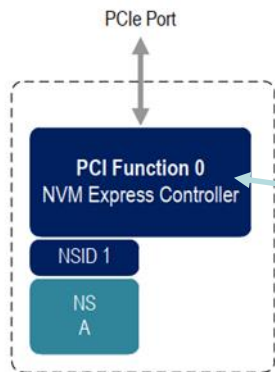 PCIe Port
PCI Function 0
NVM Express Controller
NSID 1
NS
A